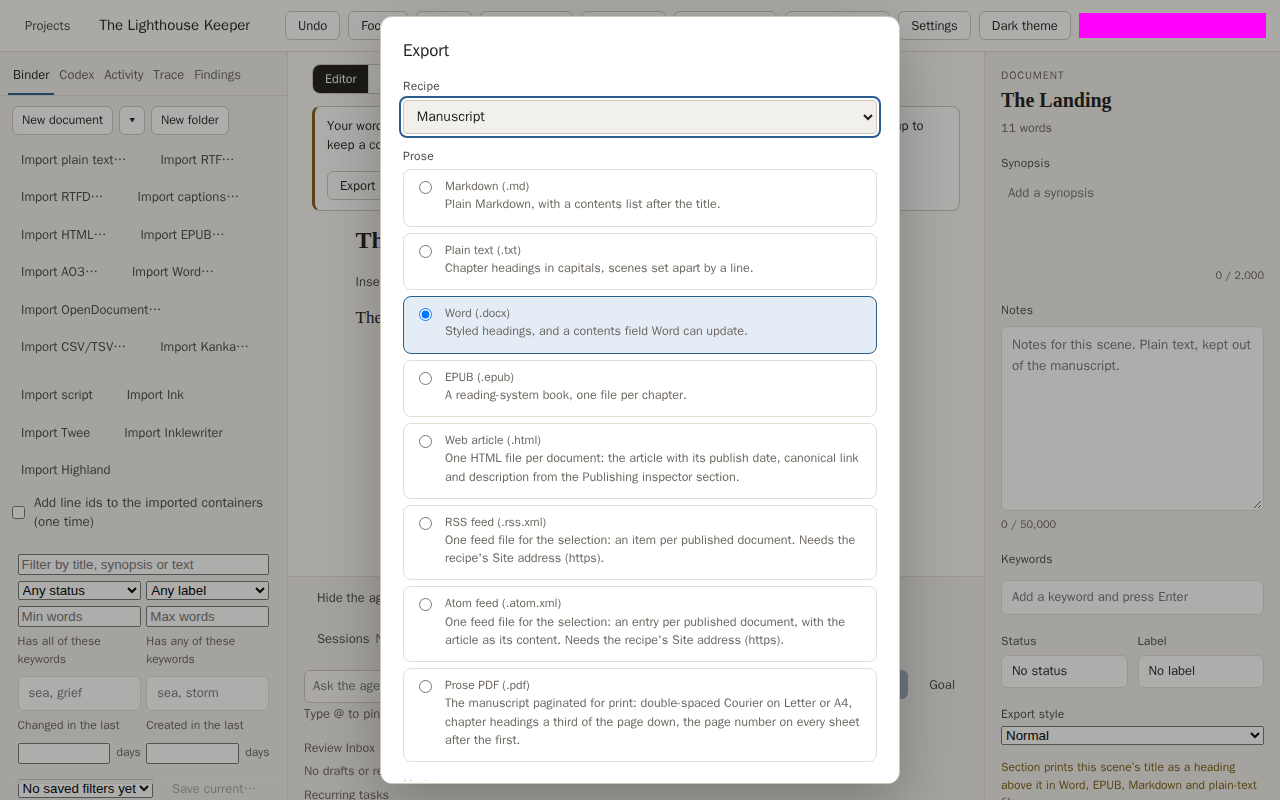 Projects
The Lighthouse Keeper
Undo
Settings
Dark theme
Binder
Codex
Activity
Trace
Findings
New document
▾
New folder
Import plain text···
Import RTF···
Import RTFD···
Import captions···
Import HTML···
Import EPUB···
Import AO3···
Import Word···
Import OpenDocument···
Import CSV/TSV···
Import Kanka···
Import script
Import Ink
Import Twee
Import Inklewriter
Import Highland
Add line ids to the imported containers
(one time)
Filter by title, synopsis or text
Any status
Any label
Min words
Max words
Has all of these
keywords
Has any of these
keywords
sea, grief
sea, storm
Changed in the last
Created in the last
days
days
No saved filters yet
Save current···
Editor
keep a
Export
Hide the
Sessions
Ask the
Type @ to
Review Inbox
No drafts or
Recurring tasks
Goal
Export
Recipe
Manuscript
Prose
Markdown (.md)
Plain Markdown, with a contents list after the title.
Plain text (.txt)
Chapter headings in capitals, scenes set apart by a line.
Word (.docx)
Styled headings, and a contents field Word can update.
EPUB (.epub)
A reading-system book, one file per chapter.
Web article (.html)
One HTML file per document: the article with its publish date, canonical link
and description from the Publishing inspector section.
RSS feed (.rss.xml)
One feed file for the selection: an item per published document. Needs the
recipe's Site address (https).
Atom feed (.atom.xml)
One feed file for the selection: an entry per published document, with the
article as its content. Needs the recipe's Site address (https).
Prose PDF (.pdf)
The manuscript paginated for print: double-spaced Courier on Letter or A4,
chapter headings a third of the page down, the page number on every sheet
after the first.
DOCUMENT
The Landing
11 words
Synopsis
Add a synopsis
0 / 2,000
Notes
Notes for this scene. Plain text, kept out
of the manuscript.
0 / 50,000
Keywords
Add a keyword and press Enter
Status
Label
No status
No label
Export style
Normal
Section prints this scene's title as a heading
above it in Word, EPUB, Markdown and plain-text